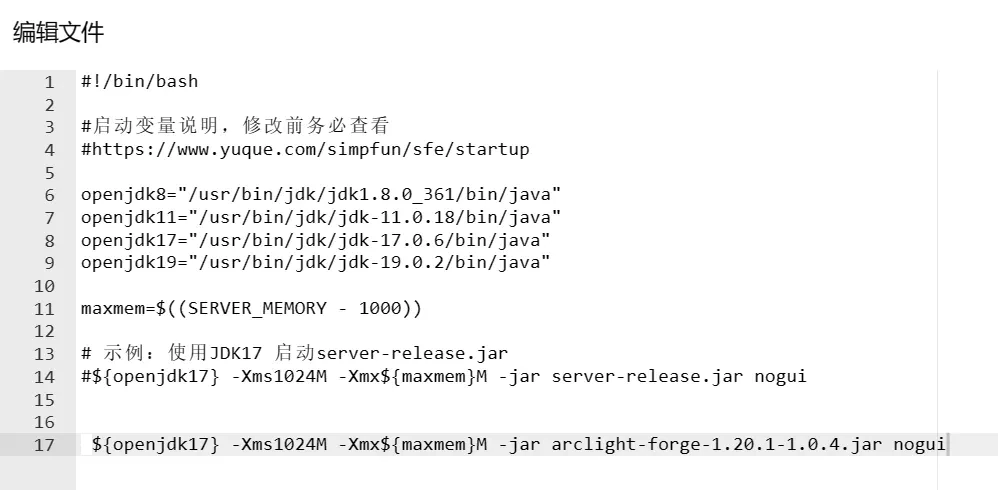 编辑文件
1 #!/bin/bash
2
3 #启动变量说明，修改前务必查看
4 #https://www.yuque.com/simpfun/sfe/startup
5
6 openjdk8="/usr/bin/jdk/jdk1.8.0_361/bin/java"
7 openjdk11="/usr/bin/jdk/jdk-11.0.18/bin/java"
8 openjdk17="/usr/bin/jdk/jdk-17.0.6/bin/java"
9 openjdk19="/usr/bin/jdk/jdk-19.0.2/bin/java"
10
11 maxmem=$((SERVER_MEMORY - 1000))
12
13 # 示例：使用JDK17 启动server-release.jar
14 #${openjdk17} -Xms1024M -Xmx${maxmem}M -jar server-release.jar nogui
15
16
17 ${openjdk17} -Xms1024M -Xmx${maxmem}M -jar arclight-forge-1.20.1-1.0.4.jar nogui